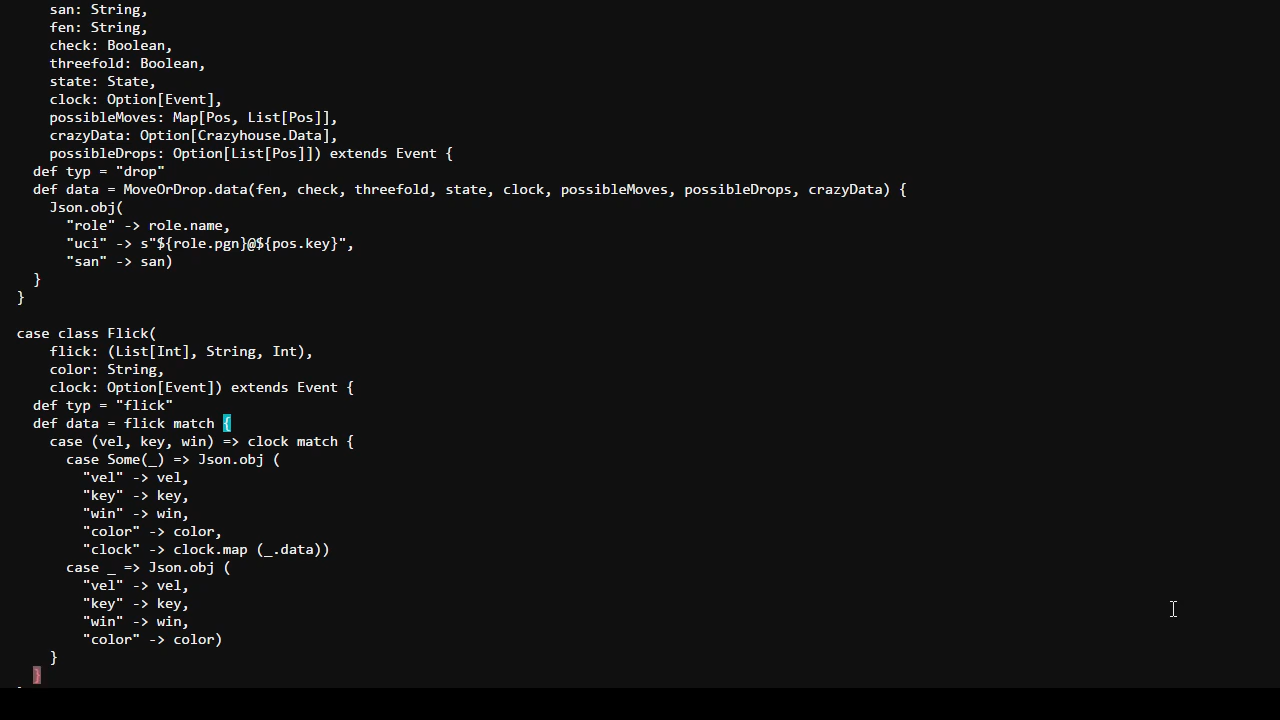 san: String,
fen: String,
check: Boolean,
threefold: Boolean,
state: State,
clock: Option[Event],
possibleMoves: Map[Pos, List[Pos]],
crazyData: Option[Crazyhouse.Data],
possibleDrops: Option[List[Pos]]) extends Event {
def typ = "drop"
def data = MoveOrDrop.data(fen, check, threefold, state, clock, possibleMoves, possibleDrops, crazyData) {
Json.obj(
"role" -> role.name,
"uci" -> s"${role.pgn}@${pos.key}",
"san" -> san)
}
}
case class Flick(
flick: (List[Int], String, Int),
color: String,
clock: Option[Event]) extends Event {
def typ = "flick"
def data = flick match {
case (vel, key, win) => clock match {
case Some(_) => Json.obj (
"vel" -> vel,
"key" -> key,
"win" -> win,
"color" -> color,
"clock" -> clock.map (_.data))
case _ => Json.obj (
"vel" -> vel,
"key" -> key,
"win" -> win,
"color" -> color)
}
}